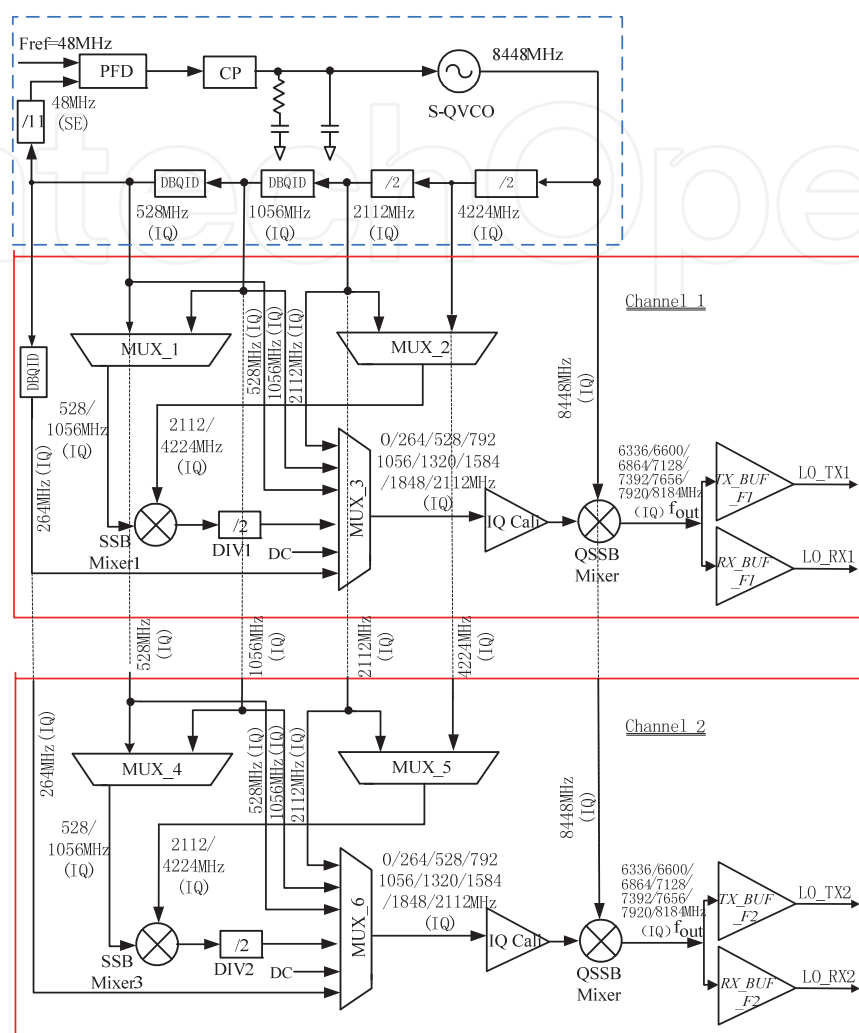 Fref=48MHz
PFD
CP
8448MHz
S-QVCO
48MHz
(SE)
/11
DBQID
DBQID
/2
/2
528MHz
(IQ)
1056MHz
(IQ)
2112MHz
(IQ)
4224MHz
(IQ)
Channel 1
MUX_1
MUX_2
DBQID
528MHz(IQ)
1056MHz(IQ)
2112MHz(IQ)
8448MHz
(IQ)
528/
1056MHz
(IQ)
2112/
4224MHz
(IQ)
264MHz(IQ)
0/264/528/792
1056/1320/1584
/1848/2112MHz
(IQ)
6336/6600/
6864/7128/
7392/7656/
7920/8184MHz
(IQ) fout
TX_BUF
_F1
LO_TX1
MUX_3
IQ Cali
SSB
Mixer1
/2
DIV1
DC
QSSB
Mixer
RX_BUF
_F1
LO_RX1
528MHz
(IQ)
1056MHz
(IQ)
2112MHz
(IQ)
4224MHz
(IQ)
Channel 2
MUX_4
MUX_5
264MHz(IQ)
528MHz(IQ)
1056MHz(IQ)
2112MHz(IQ)
8448MHz
(IQ)
528/
1056MHz
(IQ)
2112/
4224MHz
(IQ)
0/264/528/792
1056/1320/1584
/1848/2112MHz
(IQ)
6336/6600/
6864/7128/
7392/7656/
7920/8184MHz
(IQ) fout
TX_BUF
_F2
LO_TX2
MUX_6
IQ Cali
SSB
Mixer3
/2
DIV2
DC
QSSB
Mixer
RX_BUF
_F2
LO_RX2